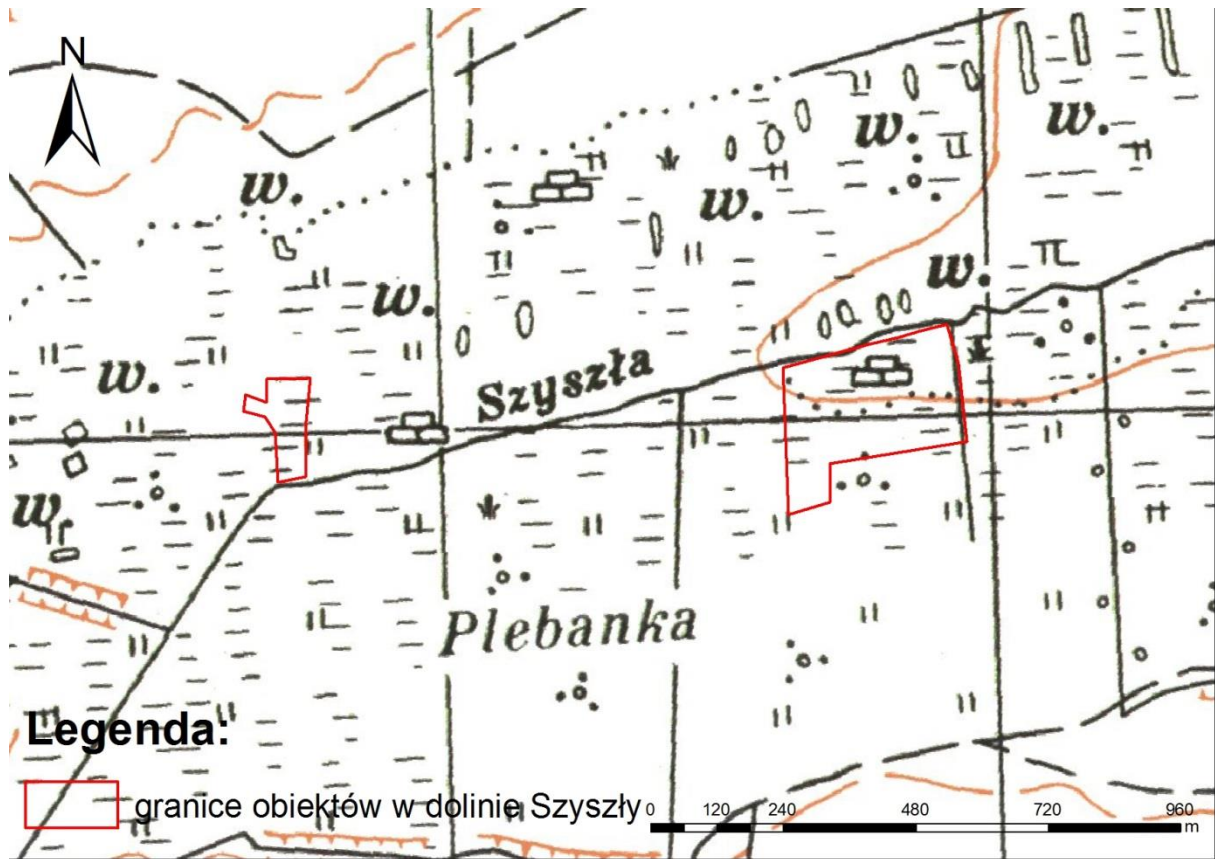 N
w.
w.
w.
w.
w.
w.
w.
Szyszła
w.
Plebanka
Legenda:
granice obiektów w dolinie Szyszły
0 120 240 480 720 960
m